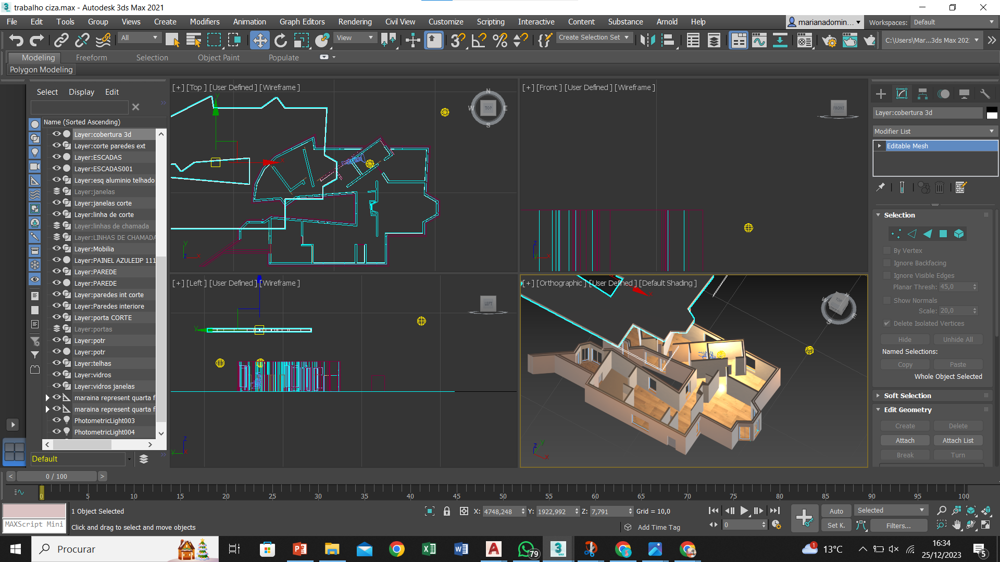 trabalho ciza.max - Autodesk 3ds Max 2021
File Edit Tools Group Views Create Modifiers Animation Graph Editors Rendering Civil View Customize Scripting Interactive Content Substance Arnold Help
marianadomin... Workspaces: Default
All View Create Selection Set C:\Users\Mar...3ds Max 202
Modeling Freeform Selection Object Paint Populate
Polygon Modeling
Select Display Edit
Name (Sorted Ascending)
Layer:cobertura 3d
Layer:corte paredes ext
Layer:ESCADAS
Layer:ESCADAS001
Layer:esq aluminio telhado
Layer:janelas
Layer:janelas corte
Layer:linha de corte
Layer:linhas de chamada
Layer:LINHAS DE CHAMADA
Layer:Mobilia
Layer:PAINEL AZULEIJP 111
Layer:PAREDE
Layer:PAREDE
Layer:paredes int corte
Layer:Paredes interiore
Layer:porta CORTE
Layer:portas
Layer:potr
Layer:potr
Layer:telhas
Layer:vidros
Layer:vidros janelas
maraina represent quarta f
maraina represent quarta f
PhotometricLight003
PhotometricLight004
Default
[+] [Top ] [User Defined ] [Wireframe ]
N W TOP E S
y
x
y
z x
[+] [Front ] [User Defined ] [Wireframe ]
FRONT
z
y x
[+] [Left ] [User Defined ] [Wireframe ]
LEFT
y
z
y x
[+] [Orthographic ] [User Defined ] [Default Shading ]
W TOP N E S
x
z y
x
Layer:cobertura 3d
Modifier List
Editable Mesh
Selection
By Vertex
Ignore Backfacing
Ignore Visible Edges
Planar Thresh: 45,0
Show Normals
Scale: 20,0
Delete Isolated Vertices
Hide Unhide All
Named Selections:
Copy Paste
Whole Object Selected
Soft Selection
Edit Geometry
Create Delete
Attach Attach List
Break Turn
< 0 / 100 >
0 5 10 15 20 25 30 35 40 45 50 55 60 65 70 75 80 85 90 95 100
1 Object Selected
X: 4748,248 Y: 1922,992 Z: 7,791 Grid = 10,0
Auto Selected
MAXScript Mini
Click and drag to select and move objects
Add Time Tag
0
Set K. Filters...
Procurar
79
3
MAX
1
13°C
16:34
25/12/2023
5